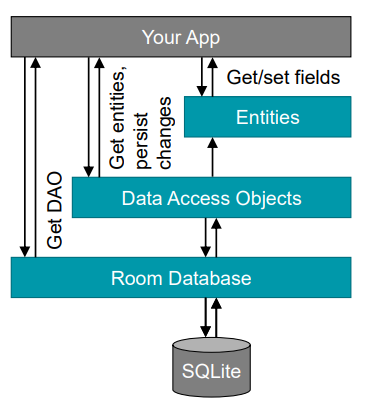 Your App
Get/set fields
Entities
Get entities,
persist
changes
Data Access Objects
Get DAO
Room Database
SQLite